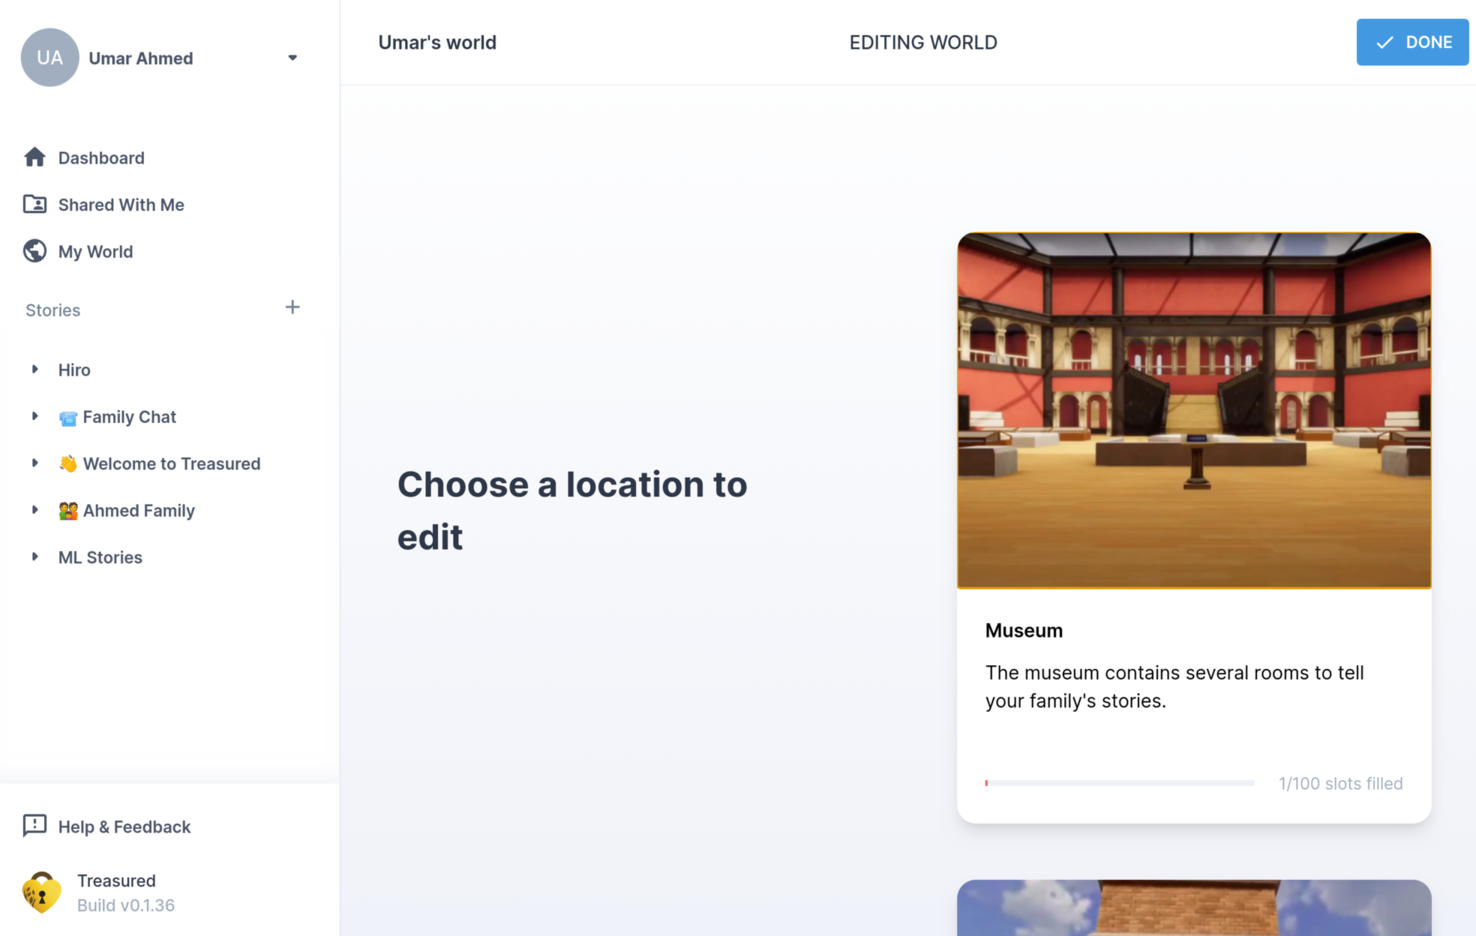 UA
Umar Ahmed
Dashboard
Shared With Me
My World
Stories
Hiro
Family Chat
Welcome to Treasured
Ahmed Family
ML Stories
Help & Feedback
Treasured
Build v0.1.36
Umar's world
EDITING WORLD
DONE
Choose a location to
edit
Museum
The museum contains several rooms to tell
your family's stories.
1/100 slots filled